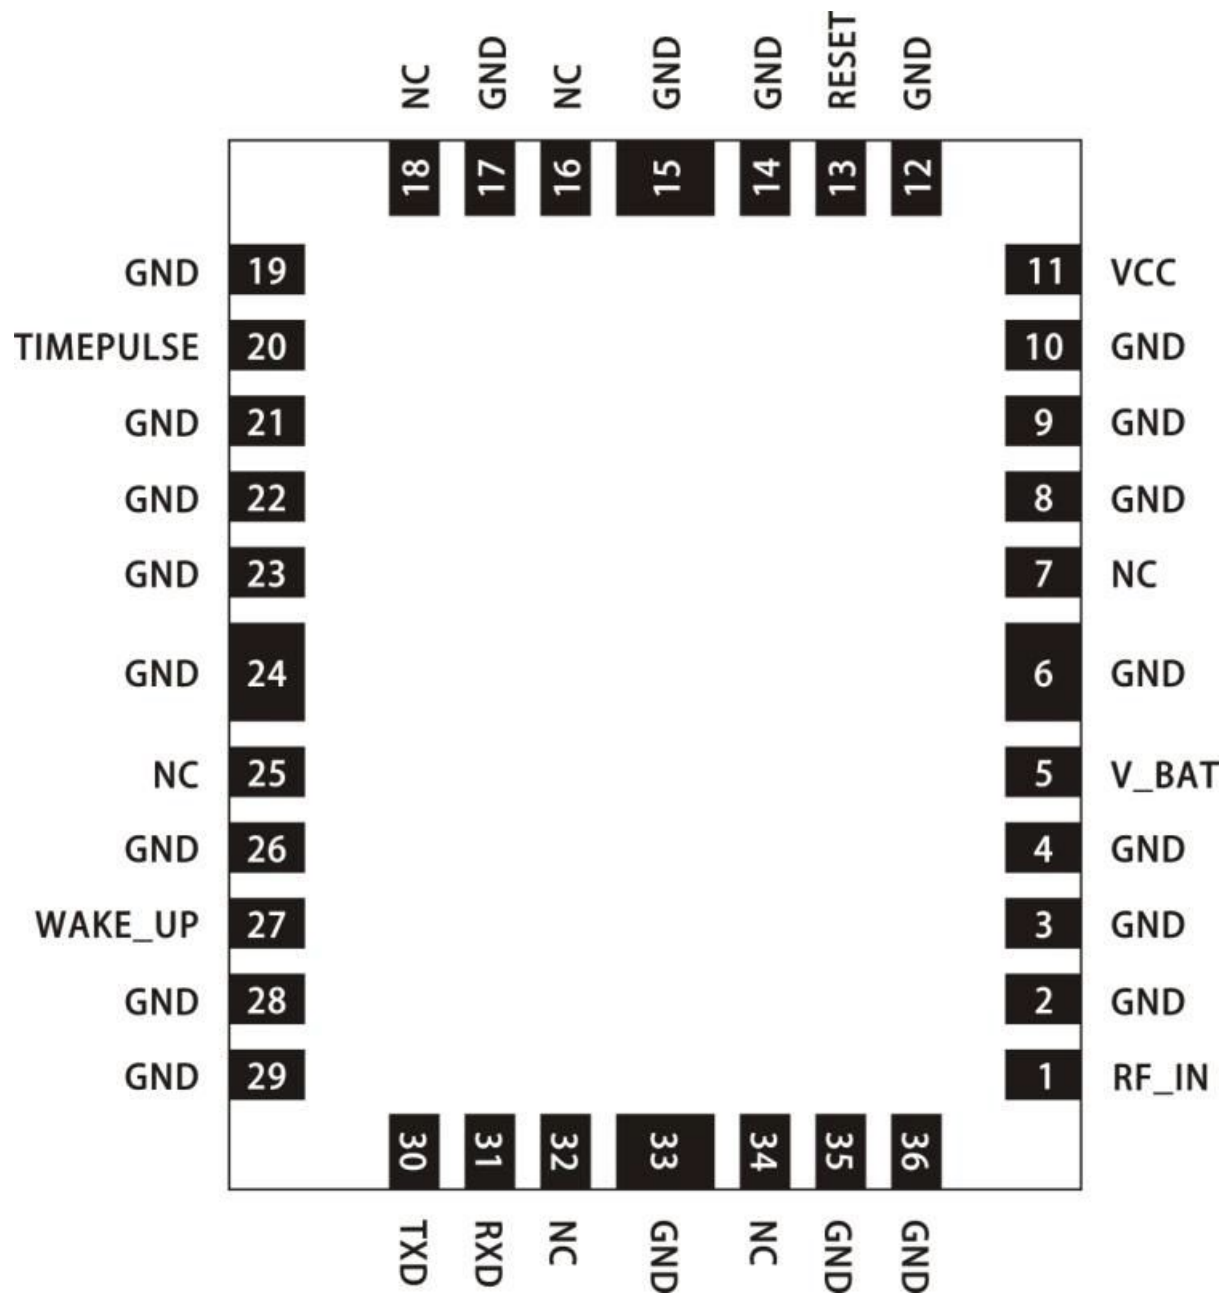 NC GND NC GND GND RESET GND
18 17 16 15 14 13 12
GND 19 11 VCC
TIMEPULSE 20 10 GND
GND 21 9 GND
GND 22 8 GND
GND 23 7 NC
GND 24 6 GND
NC 25 5 V_BAT
GND 26 4 GND
WAKE_UP 27 3 GND
GND 28 2 GND
GND 29 1 RF_IN
30 31 32 33 34 35 36
TXD RXD NC GND NC GND GND